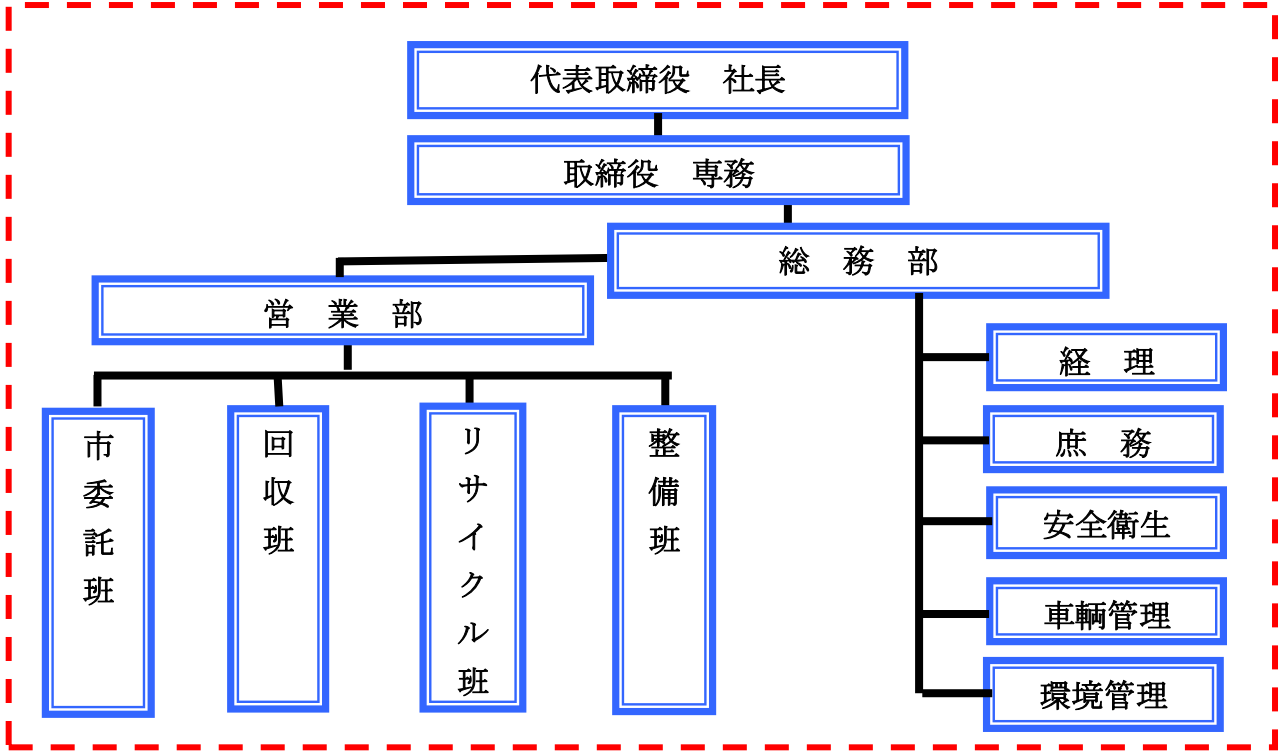 代表取締役　社長
取締役　専務
総　務　部
営　業　部
経　理
庶　務
安全衛生
車輌管理
環境管理
市委託班
回収班
リサイクル班
整備班